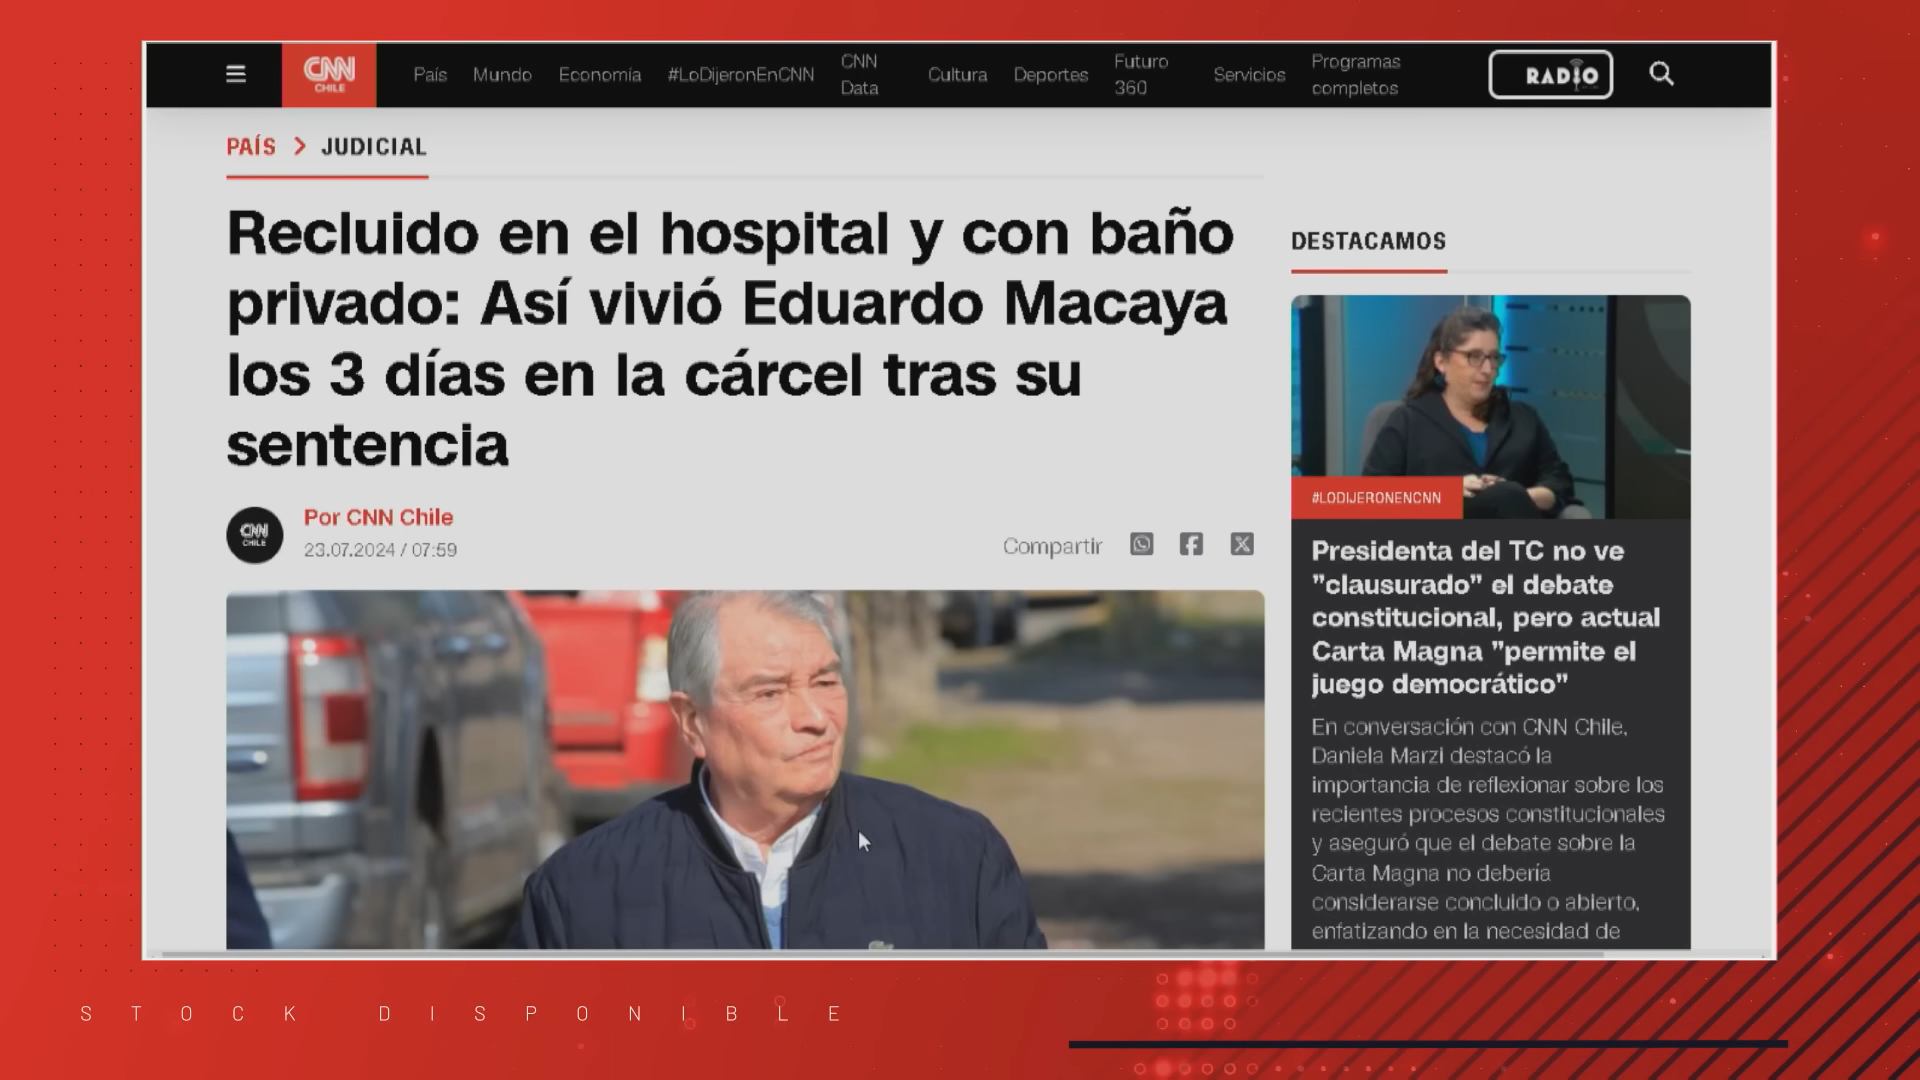 CNN
CHILE
País
Mundo
Economía
#LoDijeronEnCNN
CNN
Data
Cultura
Deportes
Futuro
360
Servicios
Programas
completos
RADIO
PAÍS > JUDICIAL
Recluido en el hospital y con baño
privado: Así vivió Eduardo Macaya
los 3 días en la cárcel tras su
sentencia
CNN
CHILE
Por CNN Chile
23.07.2024 / 07:59
Compartir
DESTACAMOS
#LODIJERONENCNN
Presidenta del TC no ve
"clausurado" el debate
constitucional, pero actual
Carta Magna "permite el
juego democrático"
En conversación con CNN Chile,
Daniela Marzi destacó la
importancia de reflexionar sobre los
recientes procesos constitucionales
y aseguró que el debate sobre la
Carta Magna no debería
considerarse concluido o abierto,
enfatizando en la necesidad de
STOCK DISPONIBLE